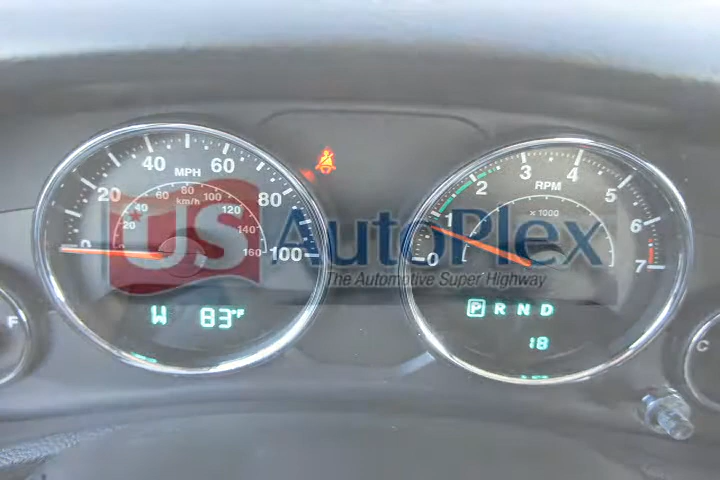 0 20 40 60 80 100
MPH
20 40 60 80 100 120 140 160
km/h
W 83°F
0 1 2 3 4 5 6 7
RPM
x 1000
P R N D
18
F
C
US AutoPlex
The Automotive Super Highway